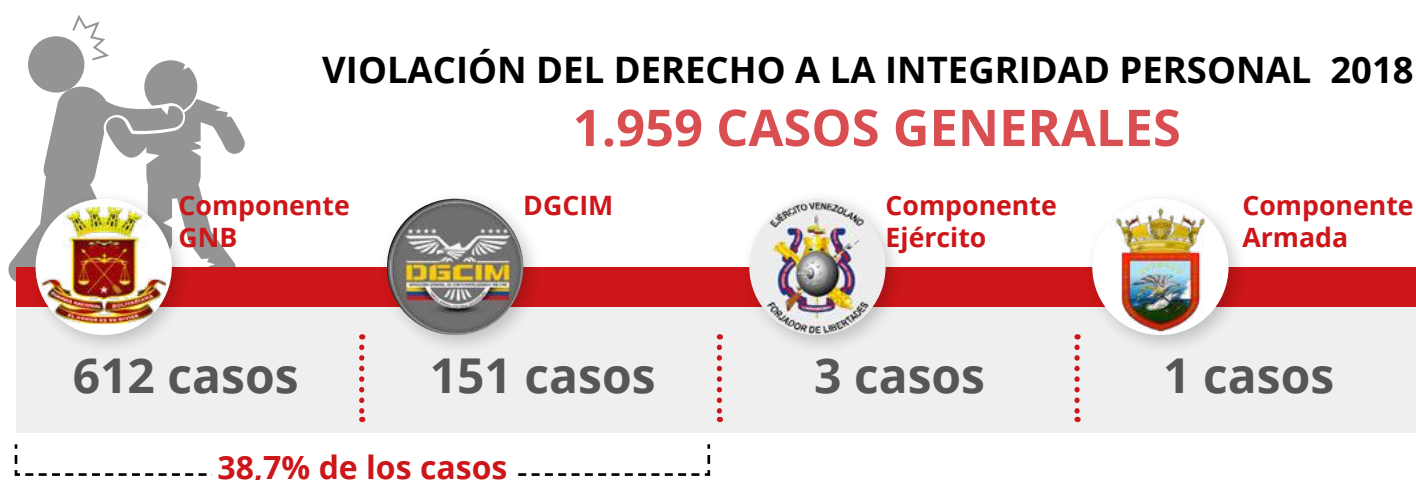 VIOLACIÓN DEL DERECHO A LA INTEGRIDAD PERSONAL 2018
1.959 CASOS GENERALES
Componente
GNB
DGCIM
Componente
Ejército
Componente
Armada
EJÉRCITO VENEZOLANO
FORJADOR DE LIBERTADES
DGCIM
612 casos
151 casos
3 casos
1 casos
38,7% de los casos